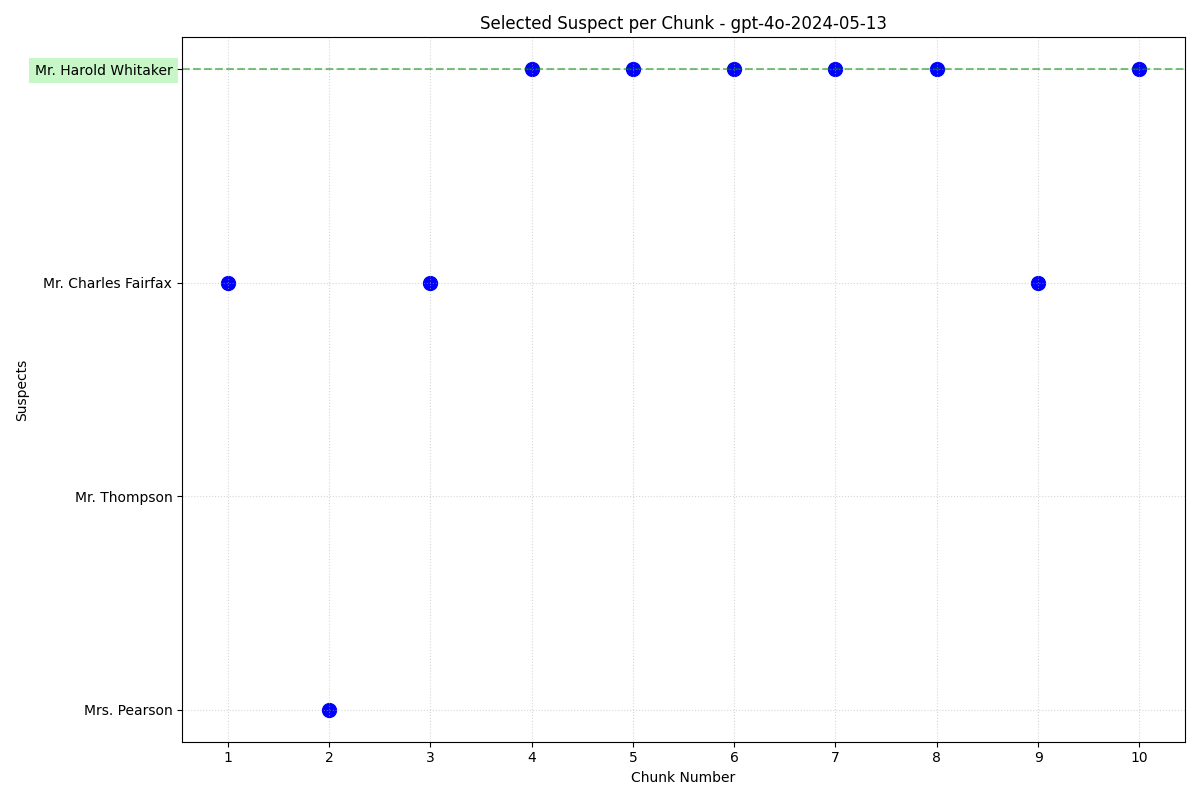 Selected Suspect per Chunk - gpt-4o-2024-05-13
Mr. Harold Whitaker
Mr. Charles Fairfax
Suspects
Mr. Thompson
Mrs. Pearson
1 2 3 4 5 6 7 8 9 10
Chunk Number